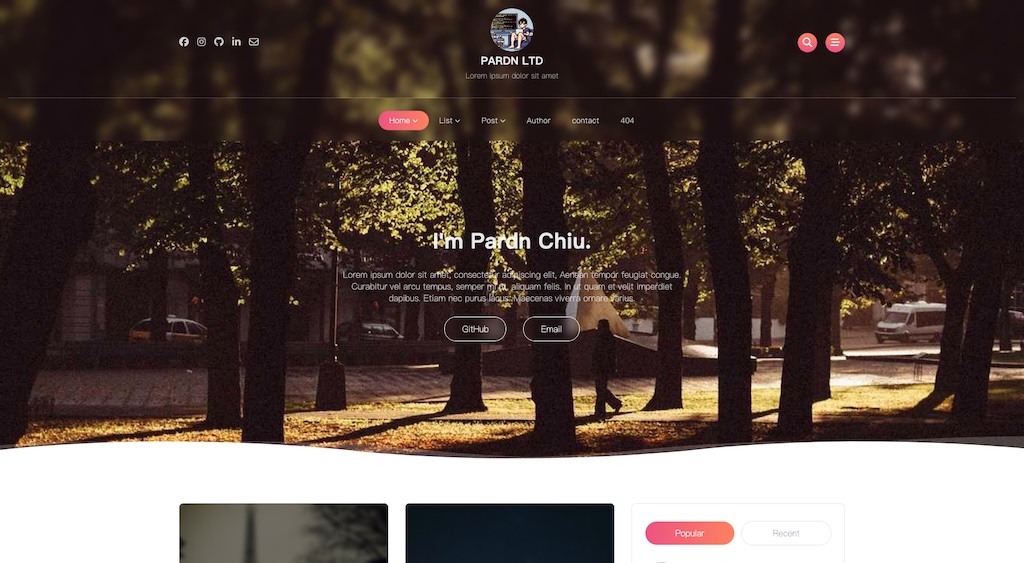 PARDN LTD
Lorem ipsum dolor sit amet
Home List Post Author contact 404
I'm Pardn Chiu.
Lorem ipsum dolor sit amet, consectetur adipiscing elit, Aenean tempor feugiat congue.
Curabitur vel arcu tempus, semper mi ut, aliquam felis. In ut quam et velit imperdiet
dapibus. Etiam nec purus lacus. Maecenas viverra ornare varius.
GitHub Email
Popular Recent